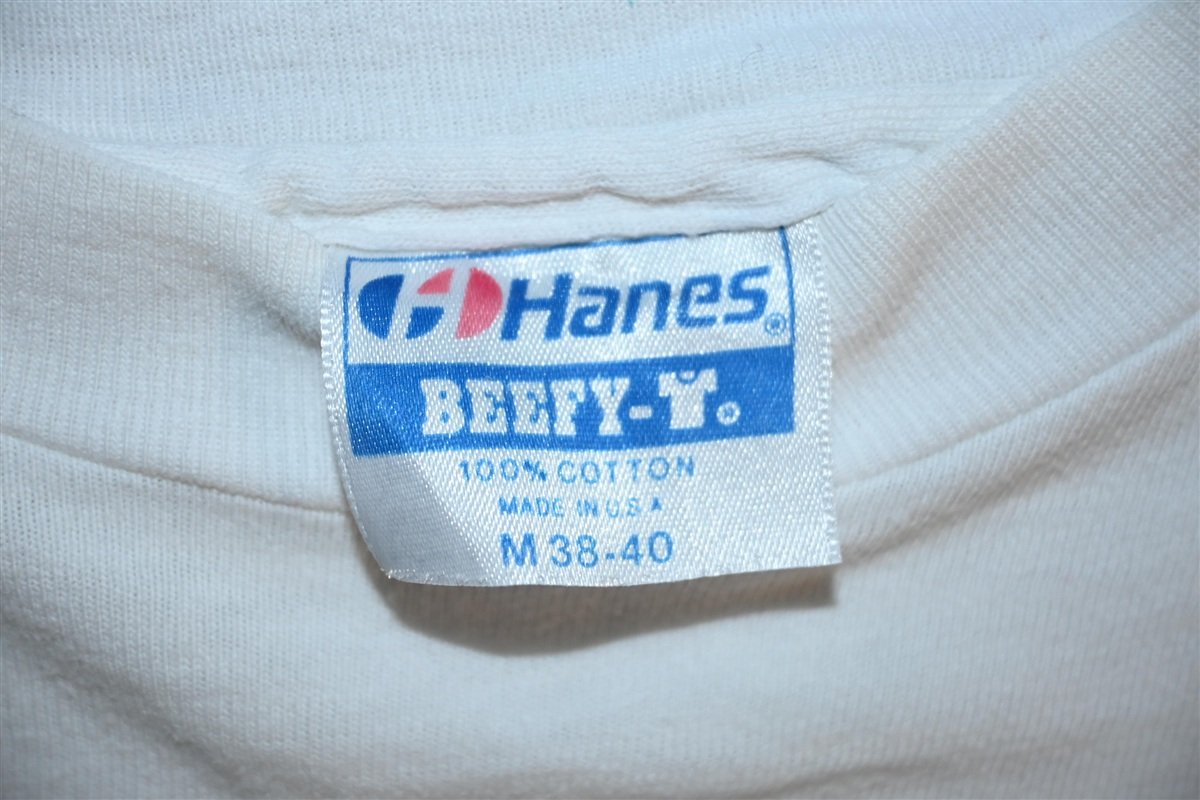 Hanes®
BEEFY-T®
100% COTTON
MADE IN U.S.A
M 38-40